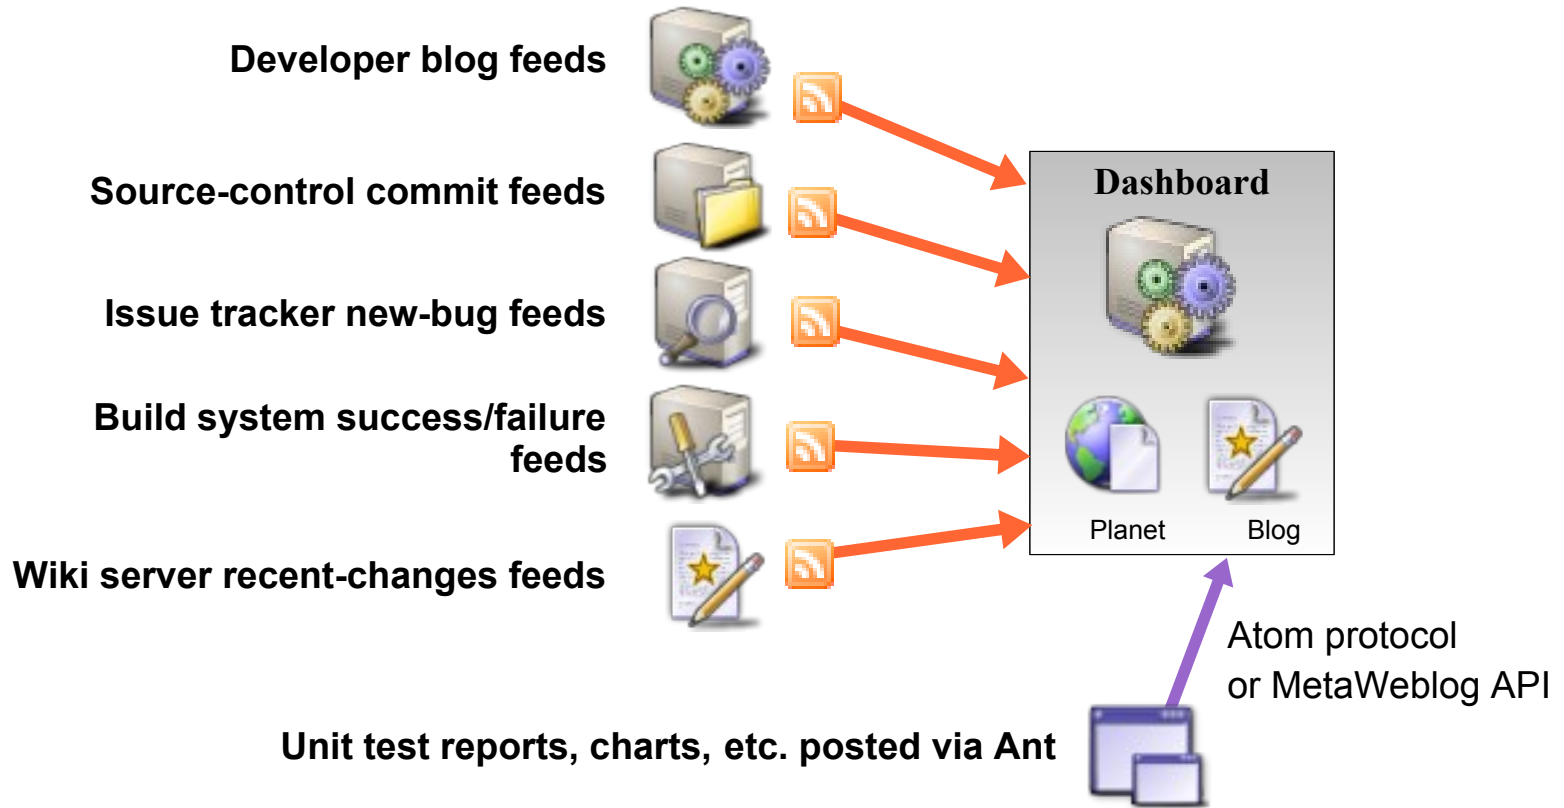 Developer blog feeds
Source-control commit feeds
Dashboard
Issue tracker new-bug feeds
Build system success/failure
feeds
Planet
Blog
Wiki server recent-changes feeds
Atom protocol
or MetaWeblog API
Unit test reports, charts, etc. posted via Ant